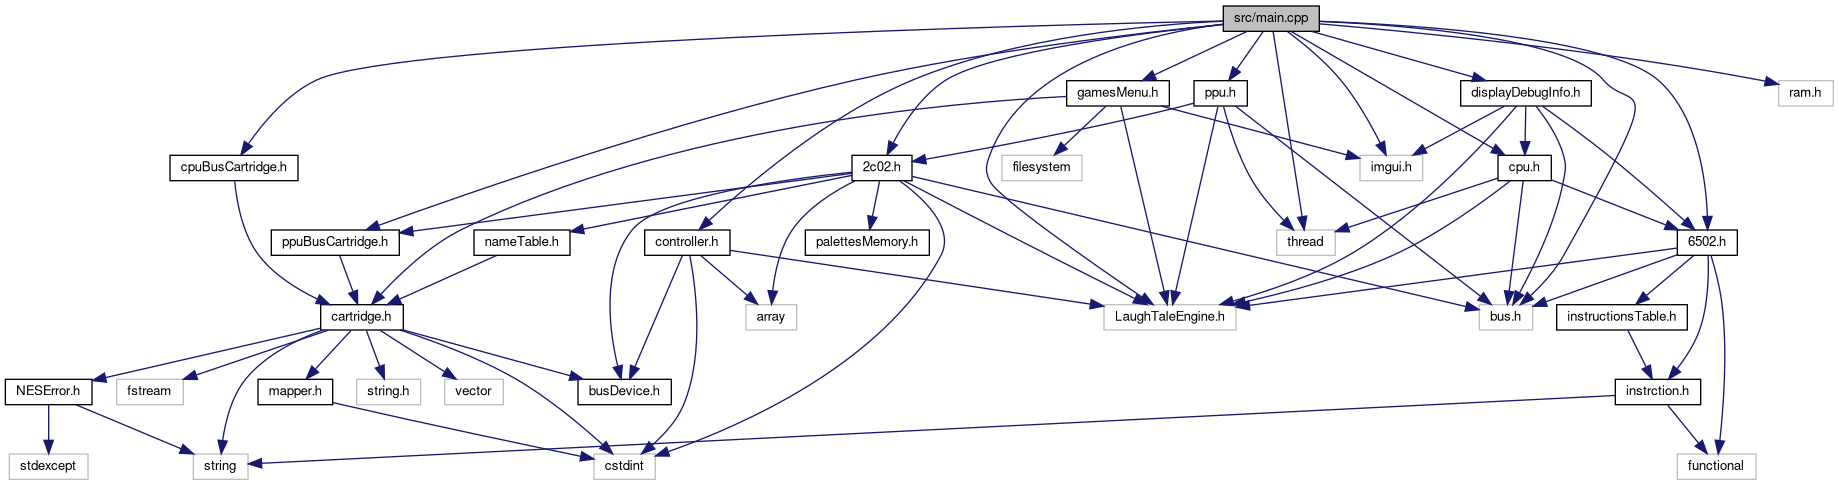 src/main.cpp
gamesMenu.h
ppu.h
displayDebugInfo.h
ram.h
cpuBusCartridge.h
2c02.h
filesystem
imgui.h
cpu.h
ppuBusCartridge.h
nameTable.h
controller.h
palettesMemory.h
thread
6502.h
cartridge.h
array
LaughTaleEngine.h
bus.h
instructionsTable.h
NESError.h
fstream
mapper.h
string.h
vector
busDevice.h
instrction.h
stdexcept
string
cstdint
functional